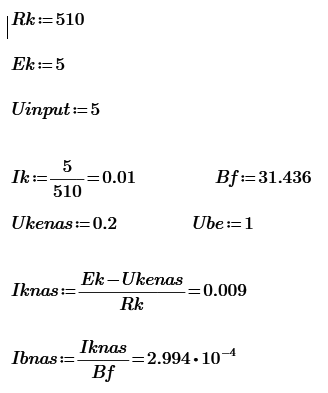 Rk:=510
Ek:=5
Uinput:=5
Ik:=5/510=0.01 Bf:=31.436
Ukenas:=0.2 Ube:=1
Iknas:=(Ek−Ukenas)/Rk=0.009
Ibnas:=Iknas/Bf=2.994•10⁻⁴